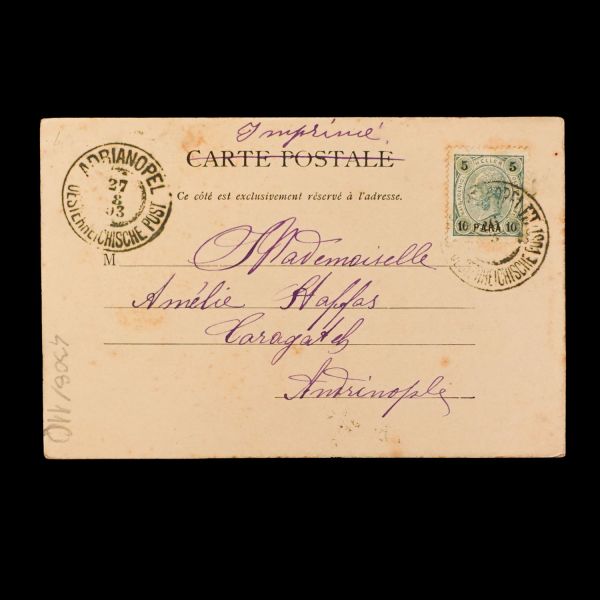 Imprimé.
CARTE POSTALE
Ce côté est exclusivement réservé à l'adresse.
ADRIANOPEL
27
8
03
OESTERREICHISCHE POST
5 HELLER 5
10 PARA 10
OESTERREICHISCHE POST
M Mademoiselle
Amélie
Caragatch
Andrinople